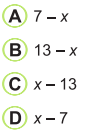 A 7 – x
B 13 – x
C x – 13
D x – 7